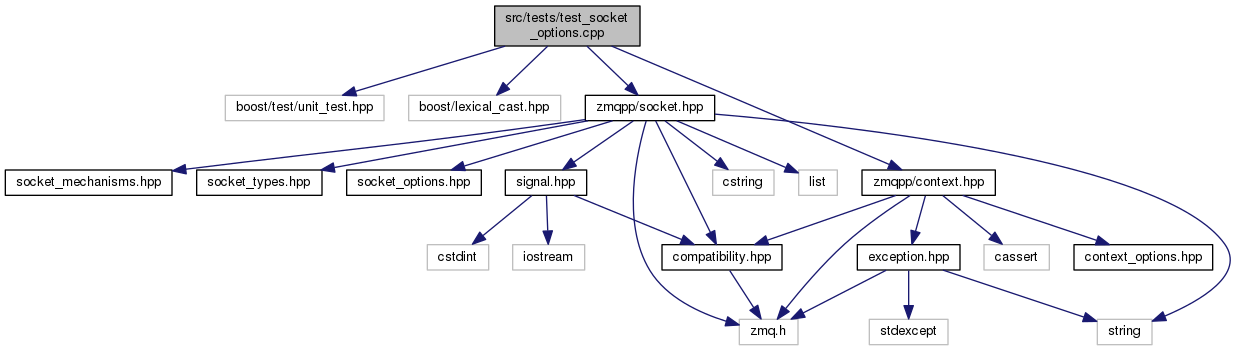 src/tests/test_socket
_options.cpp
boost/test/unit_test.hpp
boost/lexical_cast.hpp
zmqpp/socket.hpp
socket_mechanisms.hpp
socket_types.hpp
socket_options.hpp
signal.hpp
cstring
list
zmqpp/context.hpp
cstdint
iostream
compatibility.hpp
exception.hpp
cassert
context_options.hpp
zmq.h
stdexcept
string